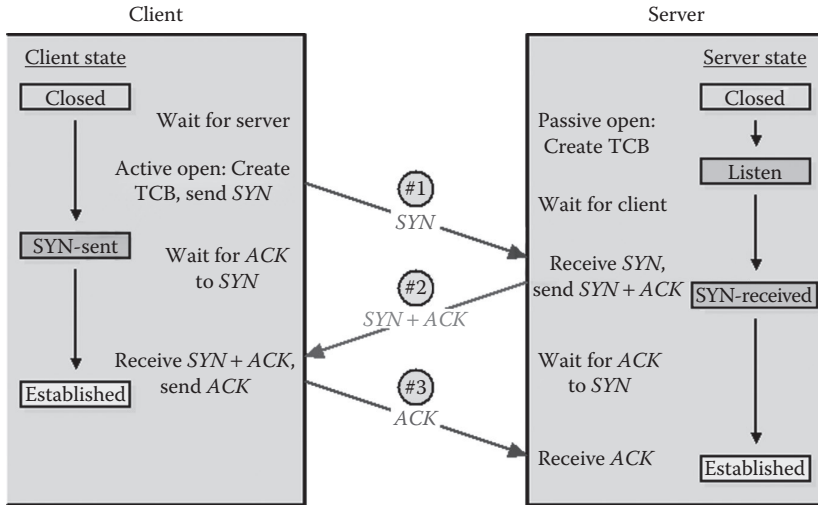 Client
Server
Client state
Closed
Wait for server
Active open: Create
TCB, send SYN
SYN-sent
Wait for ACK
to SYN
Receive SYN + ACK,
send ACK
Established
#1
SYN
#2
SYN + ACK
#3
ACK
Server state
Closed
Passive open:
Create TCB
Listen
Wait for client
Receive SYN,
send SYN + ACK
SYN-received
Wait for ACK
to SYN
Receive ACK
Established